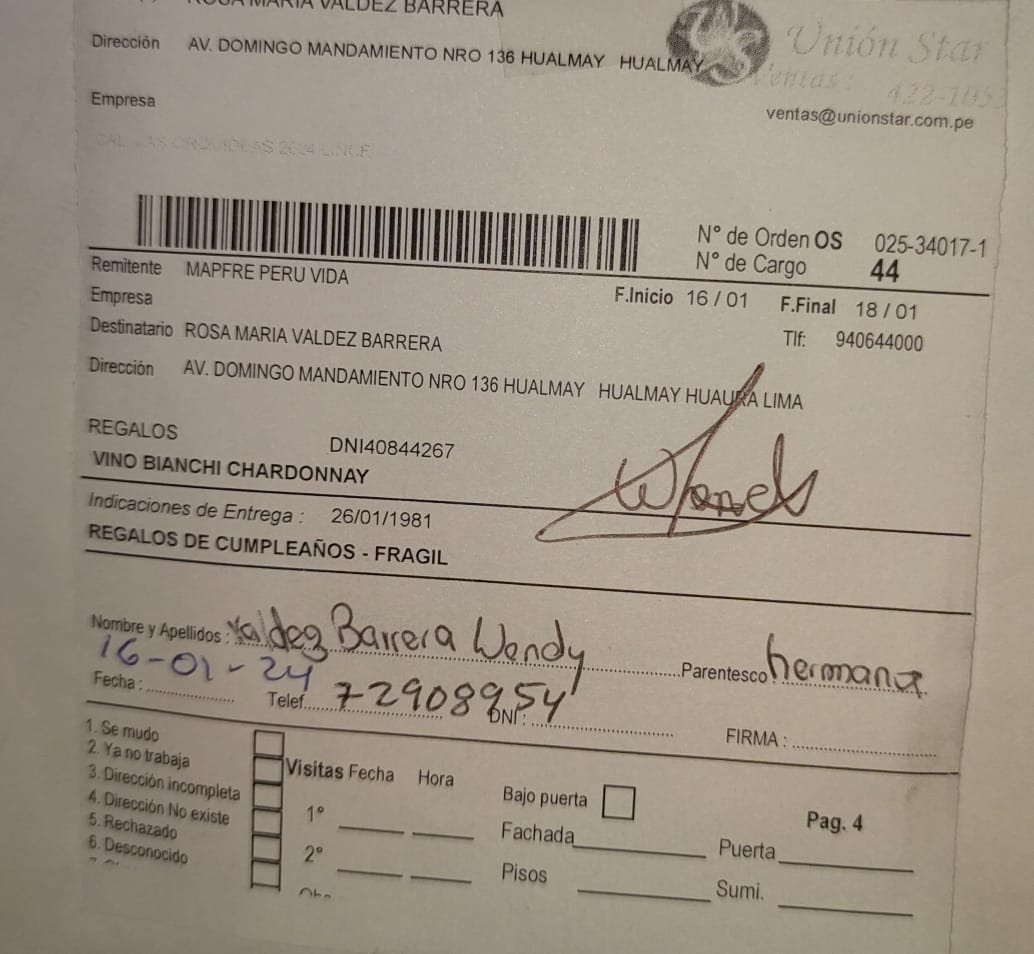 ROSA MARIA VALDEZ BARRERA
Dirección AV. DOMINGO MANDAMIENTO NRO 136 HUALMAY HUALMAY
Unión Star
Ventas :
Empresa
ventas@unionstar.com.pe
ORQUIDEAS 2624 LINCE
N° de Orden OS 025-34017-1
N° de Cargo 44
Remitente MAPFRE PERU VIDA
Empresa
F.Inicio 16 / 01 F.Final 18 / 01
Destinatario ROSA MARIA VALDEZ BARRERA
Tlf: 940644000
Dirección AV. DOMINGO MANDAMIENTO NRO 136 HUALMAY HUALMAY HUAURA LIMA
REGALOS
DNI40844267
VINO BIANCHI CHARDONNAY
Wendy
Indicaciones de Entrega : 26/01/1981
REGALOS DE CUMPLEAÑOS - FRAGIL
Nombre y Apellidos : Valdez Barrera Wendy Parentesco hermana
Fecha : 16-01-24 Telef. 72908954 DNI : FIRMA :
1. Se mudo
2. Ya no trabaja
3. Dirección incompleta
4. Dirección No existe
5. Rechazado
6. Desconocido
Visitas Fecha Hora
1°
2°
Bajo puerta
Fachada
Pisos
Pag. 4
Puerta
Sumi.